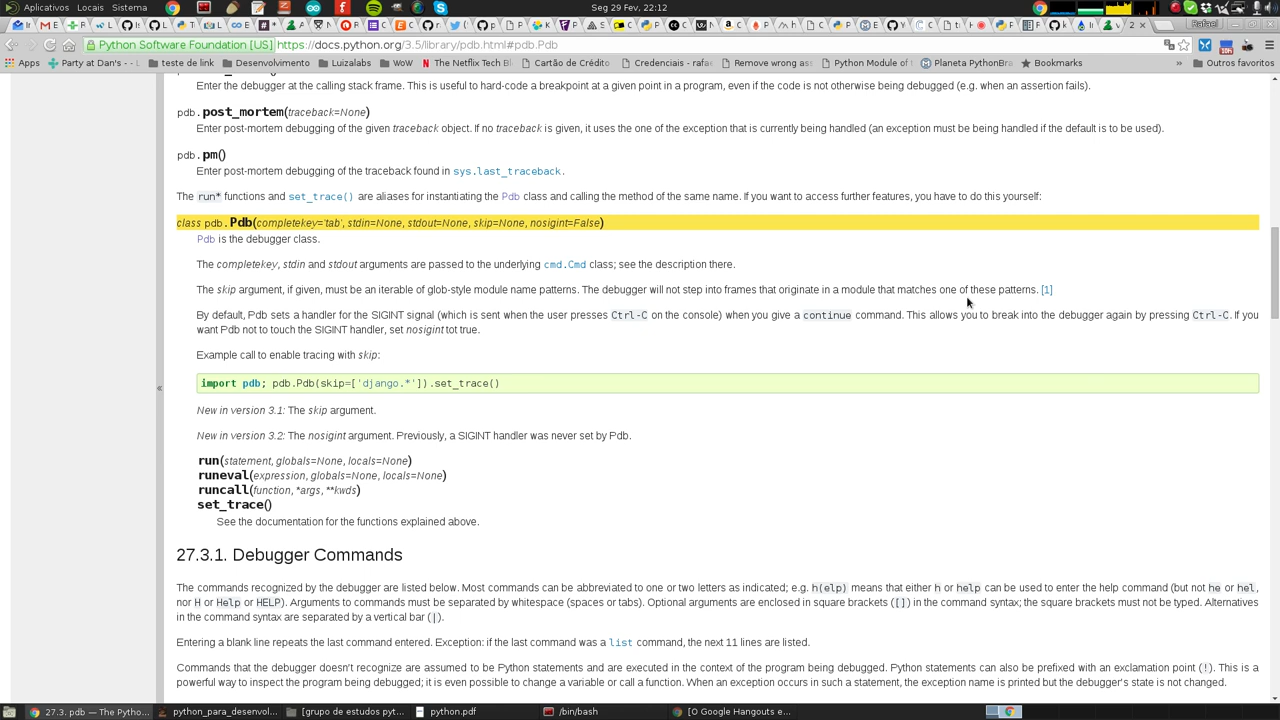 Aplicativos Locais Sistema
Seg 29 Fev, 22:12
Rafael
Python Software Foundation [US] https://docs.python.org/3.5/library/pdb.html#pdb.Pdb
Apps Party at Dan's-- - L teste de link Desenvolvimento Luizalabs WoW The Netflix Tech Bl Cartão de Crédito Credenciais - rafae Remove wrong ass Python Module of Planeta PythonBra Bookmarks » Outros favoritos
Enter the debugger at the calling stack frame. This is useful to hard-code a breakpoint at a given point in a program, even if the code is not otherwise being debugged (e.g. when an assertion fails).
pdb.post_mortem(traceback=None)
Enter post-mortem debugging of the given traceback object. If no traceback is given, it uses the one of the exception that is currently being handled (an exception must be being handled if the default is to be used).
pdb.pm()
Enter post-mortem debugging of the traceback found in sys.last_traceback.
The run* functions and set_trace() are aliases for instantiating the Pdb class and calling the method of the same name. If you want to access further features, you have to do this yourself:
class pdb.Pdb(completekey='tab', stdin=None, stdout=None, skip=None, nosigint=False)
Pdb is the debugger class.
The completekey, stdin and stdout arguments are passed to the underlying cmd.Cmd class; see the description there.
The skip argument, if given, must be an iterable of glob-style module name patterns. The debugger will not step into frames that originate in a module that matches one of these patterns. [1]
By default, Pdb sets a handler for the SIGINT signal (which is sent when the user presses Ctrl-C on the console) when you give a continue command. This allows you to break into the debugger again by pressing Ctrl-C. If you
want Pdb not to touch the SIGINT handler, set nosigint tot true.
Example call to enable tracing with skip:
import pdb; pdb.Pdb(skip=['django.*']).set_trace()
New in version 3.1: The skip argument.
New in version 3.2: The nosigint argument. Previously, a SIGINT handler was never set by Pdb.
run(statement, globals=None, locals=None)
runeval(expression, globals=None, locals=None)
runcall(function, *args, **kwds)
set_trace()
See the documentation for the functions explained above.
«
27.3.1. Debugger Commands
The commands recognized by the debugger are listed below. Most commands can be abbreviated to one or two letters as indicated; e.g. h(elp) means that either h or help can be used to enter the help command (but not he or hel,
nor H or Help or HELP). Arguments to commands must be separated by whitespace (spaces or tabs). Optional arguments are enclosed in square brackets ([]) in the command syntax; the square brackets must not be typed. Alternatives
in the command syntax are separated by a vertical bar (|).
Entering a blank line repeats the last command entered. Exception: if the last command was a list command, the next 11 lines are listed.
Commands that the debugger doesn't recognize are assumed to be Python statements and are executed in the context of the program being debugged. Python statements can also be prefixed with an exclamation point (!). This is a
powerful way to inspect the program being debugged; it is even possible to change a variable or call a function. When an exception occurs in such a statement, the exception name is printed but the debugger's state is not changed.
27.3. pdb — The Pytho... python_para_desenvol... [grupo de estudos pyt... python.pdf /bin/bash [O Google Hangouts e...